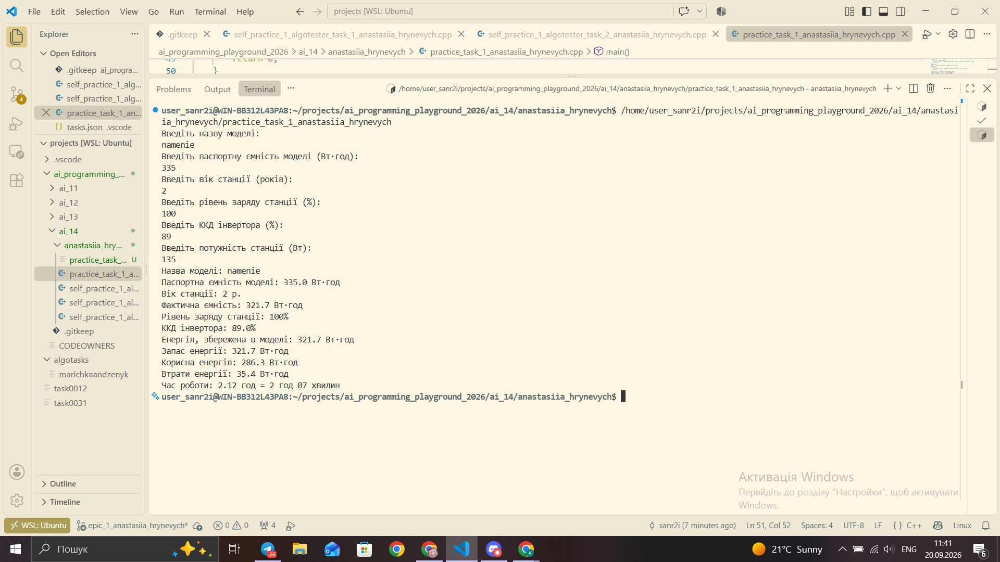 File Edit Selection View Go Run Terminal Help
projects [WSL: Ubuntu]
Explorer
Open Editors
.gitkeep ai_progra...
self_practice_1_alg...
self_practice_1_alg...
practice_task_1_an...
tasks.json .vscode
projects [WSL: Ubuntu]
.vscode
ai_programming_...
ai_11
ai_12
ai_13
ai_14
anastasiia_hry...
practice_task_... U
practice_task_1_a...
self_practice_1_al...
self_practice_1_al...
self_practice_1_al...
.gitkeep
CODEOWNERS
algotasks
marichkaandzenyk
task0012
task0031
Outline
Timeline
4
.gitkeep
self_practice_1_algotester_task_1_anastasiia_hrynevych.cpp
self_practice_1_algotester_task_2_anastasiia_hrynevych.cpp
practice_task_1_anastasiia_hrynevych.cpp
ai_programming_playground_2026 > ai_14 > anastasiia_hrynevych > practice_task_1_anastasiia_hrynevych.cpp > main()
49 return 0;
50 }
Problems Output Terminal ...
/home/user_sanr2i/projects/ai_programming_playground_2026/ai_14/anastasiia_hrynevych/practice_task_1_anastasiia_hrynevych - anastasiia_hrynevych
user_sanr2i@WIN-BB312L43PA8:~/projects/ai_programming_playground_2026/ai_14/anastasiia_hrynevych$ /home/user_sanr2i/projects/ai_programming_playground_2026/ai_14/anastasi
ia_hrynevych/practice_task_1_anastasiia_hrynevych
Введіть назву моделі:
namenie
Введіть паспортну ємність моделі (Вт·год):
335
Введіть вік станції (років):
2
Введіть рівень заряду станції (%):
100
Введіть ККД інвертора (%):
89
Введіть потужність станції (Вт):
135
Назва моделі: namenie
Паспортна ємність моделі: 335.0 Вт·год
Вік станції: 2 р.
Фактична ємність: 321.7 Вт·год
Рівень заряду станції: 100%
ККД інвертора: 89.0%
Енергія, збережена в моделі: 321.7 Вт·год
Запас енергії: 321.7 Вт·год
Корисна енергія: 286.3 Вт·год
Втрати енергії: 35.4 Вт·год
Час роботи: 2.12 год = 2 год 07 хвилин
user_sanr2i@WIN-BB312L43PA8:~/projects/ai_programming_playground_2026/ai_14/anastasiia_hrynevych$
Активація Windows
Перейдіть до розділу "Настройки", щоб активувати
Windows.
WSL: Ubuntu epic_1_anastasiia_hrynevych* 0 0 4 sanr2i (7 minutes ago) Ln 51, Col 52 Spaces: 4 UTF-8 LF { } C++ Linux
Пошук ..66 21°C Sunny ENG 11:41
20.09.2026 6